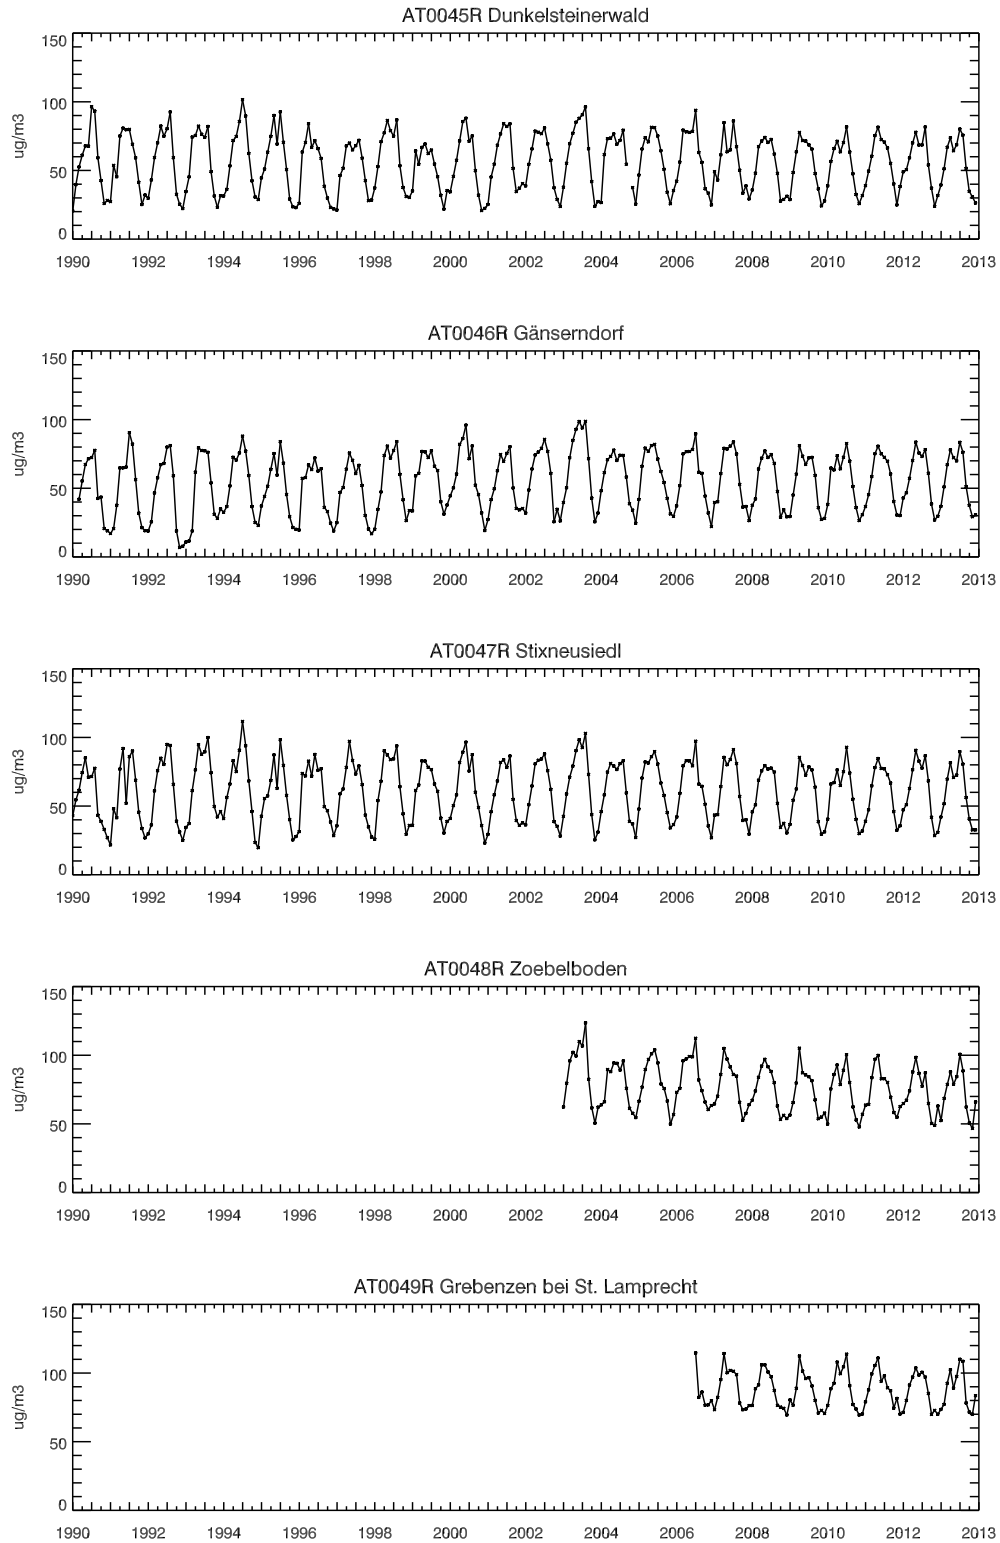 AT0045R Dunkelsteinerwald
150
100
50
0
ug/m3
1990 1992 1994 1996 1998 2000 2002 2004 2006 2008 2010 2012 2013
AT0046R Gänserndorf
150
100
50
0
ug/m3
1990 1992 1994 1996 1998 2000 2002 2004 2006 2008 2010 2012 2013
AT0047R Stixneusiedl
150
100
50
0
ug/m3
1990 1992 1994 1996 1998 2000 2002 2004 2006 2008 2010 2012 2013
AT0048R Zoebelboden
150
100
50
0
ug/m3
1990 1992 1994 1996 1998 2000 2002 2004 2006 2008 2010 2012 2013
AT0049R Grebenzen bei St. Lamprecht
150
100
50
0
ug/m3
1990 1992 1994 1996 1998 2000 2002 2004 2006 2008 2010 2012 2013